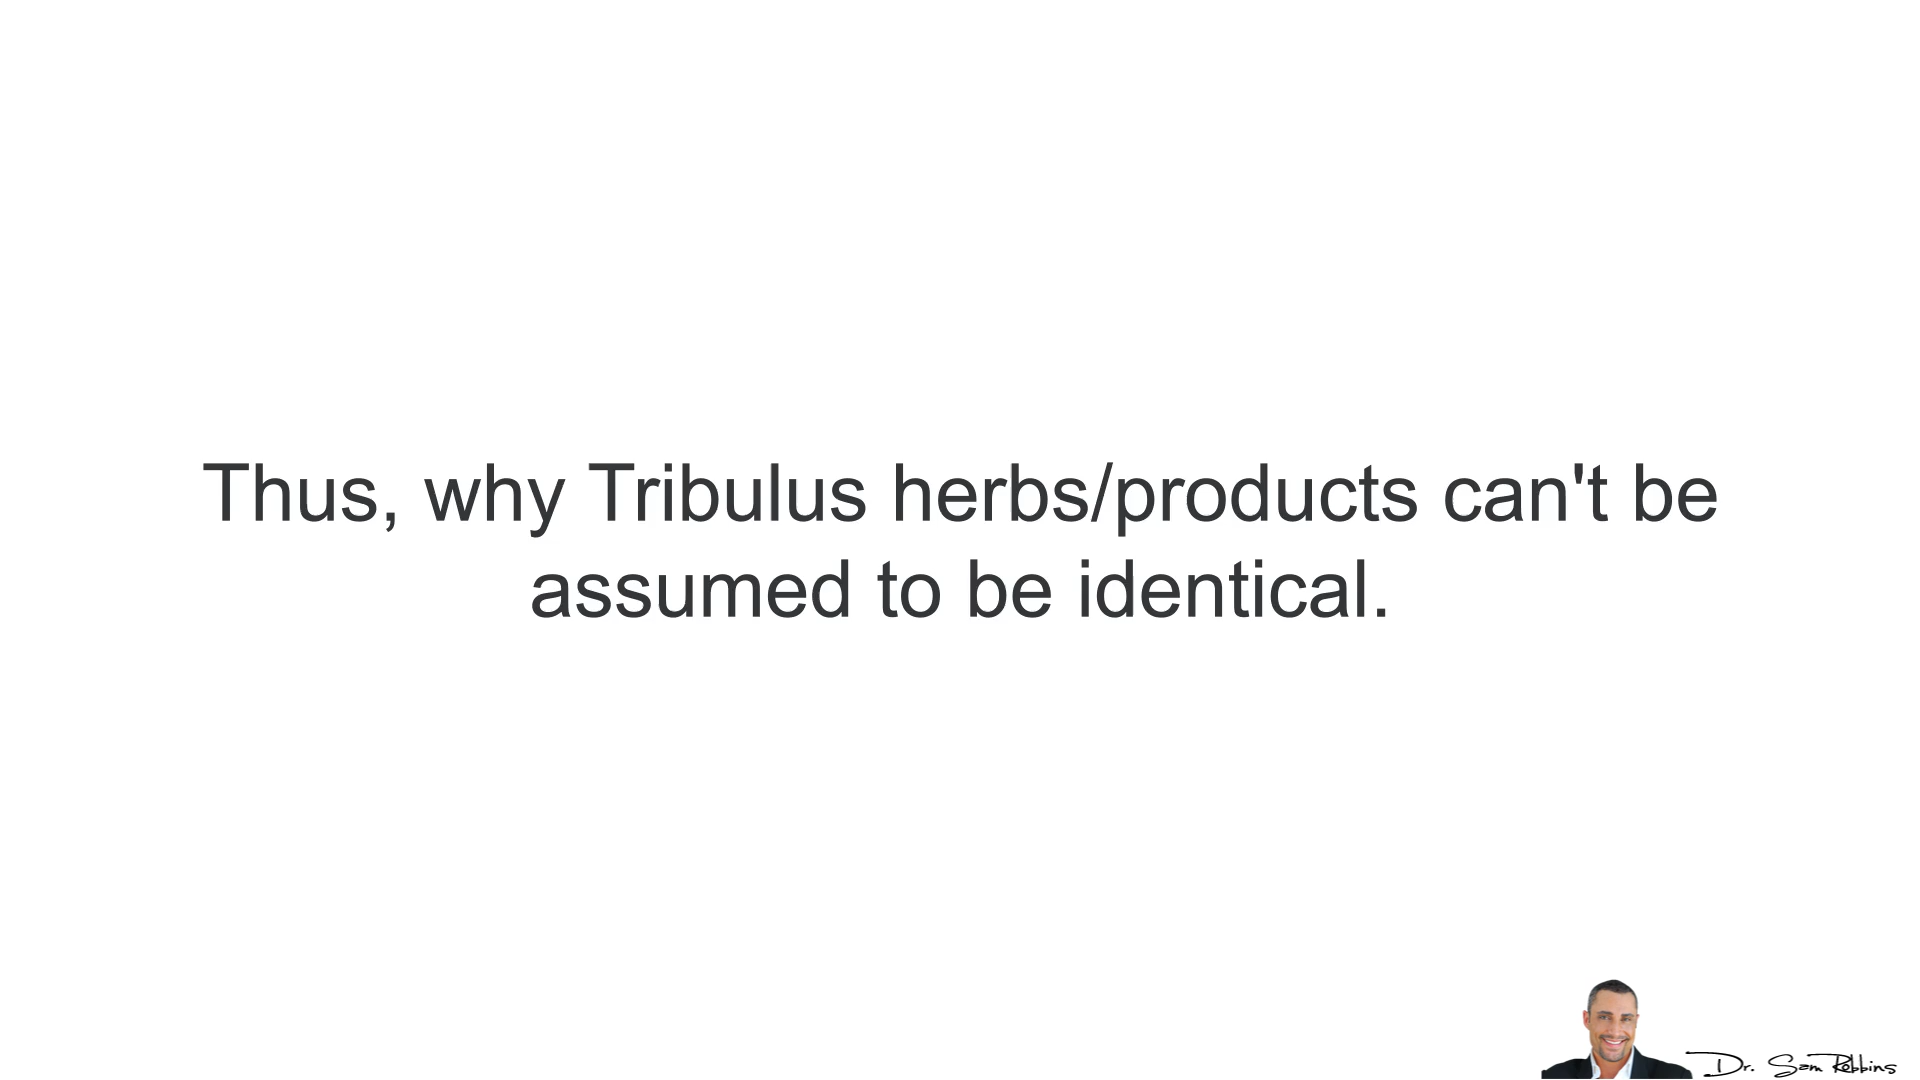 Thus, why Tribulus herbs/products can't be
assumed to be identical.
Dr. Sam Robbins